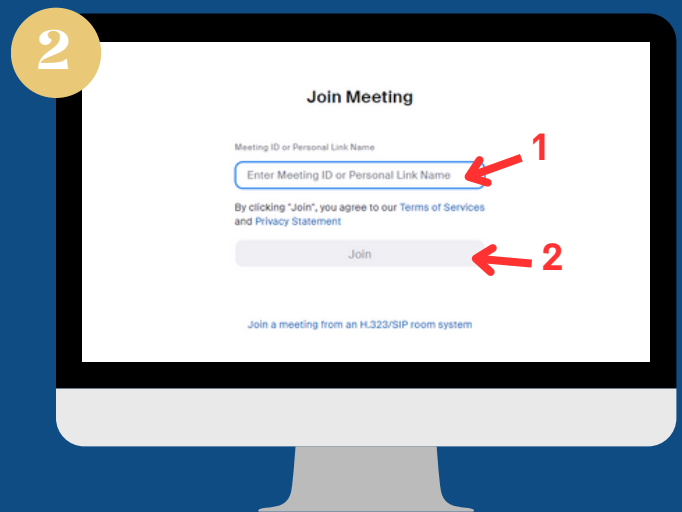 2
Join Meeting
Meeting ID or Personal Link Name
1
Enter Meeting ID or Personal Link Name
By clicking "Join", you agree to our Terms of Services
and Privacy Statement
Join
2
Join a meeting from an H.323/SIP room system